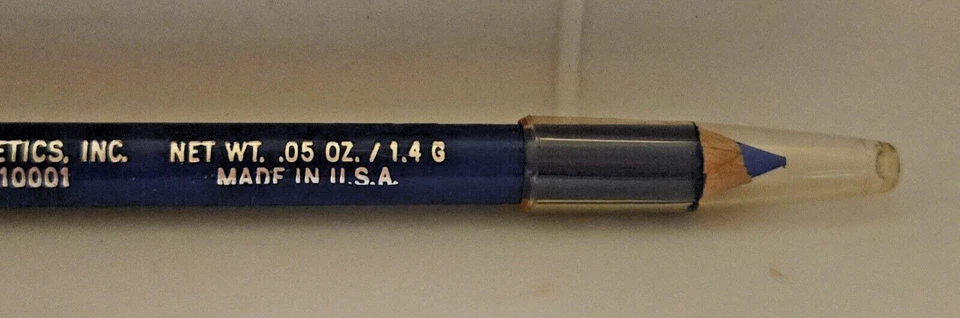 ETICS, INC. NET WT. .05 OZ. / 1.4 G
10001 MADE IN U.S.A.